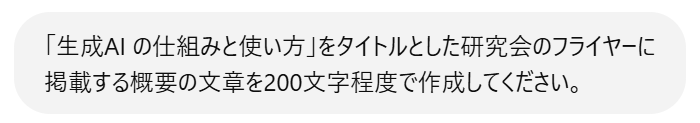 「生成AI の仕組みと使い方」をタイトルとした研究会のフライヤーに
掲載する概要の文章を200文字程度で作成してください。